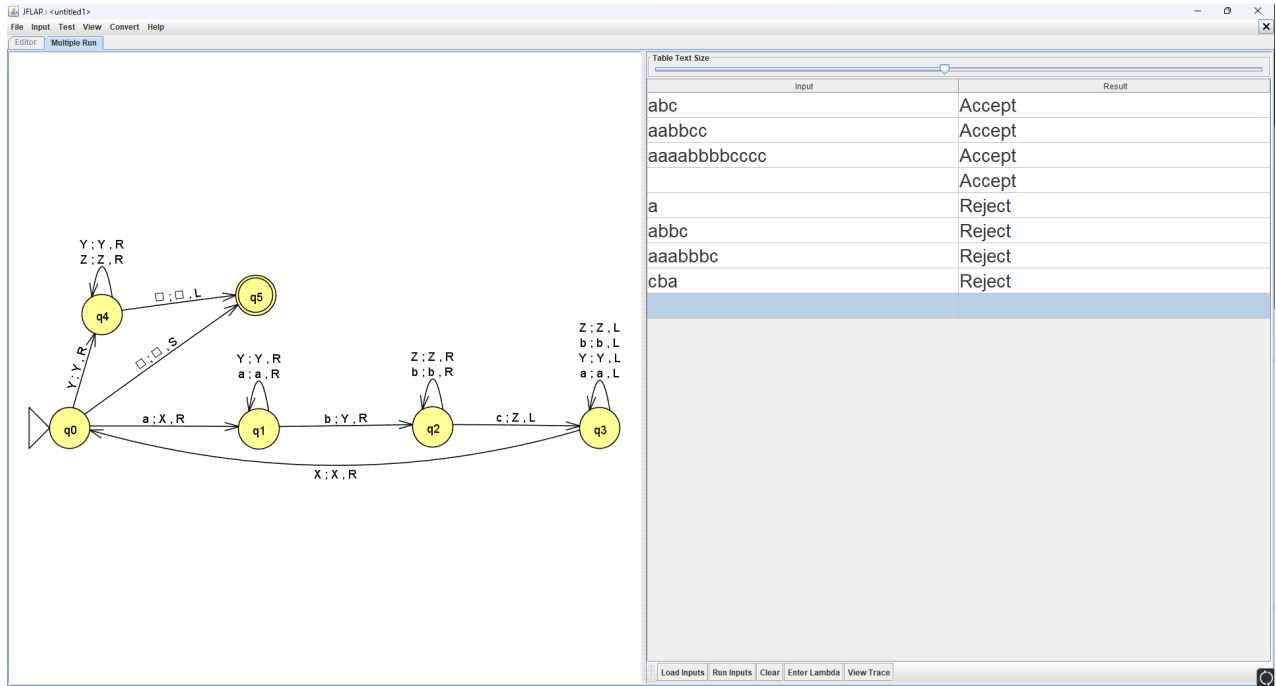 JFLAP : <untitled1>
File Input Test View Convert Help
Editor Multiple Run
Table Text Size
Input Result
abc Accept
aabbcc Accept
aaaabbbbcccc Accept
Accept
a Reject
abbc Reject
aaabbbc Reject
cba Reject
Y ; Y , R
Z ; Z , R
□ ; □ , L
q5
q4
Y ; Y , R
□ ; □ , S
Y ; Y , R
a ; a , R
Z ; Z , R
b ; b , R
Z ; Z , L
b ; b , L
Y ; Y , L
a ; a , L
q0
a ; X , R
q1
b ; Y , R
q2
c ; Z , L
q3
X ; X , R
Load Inputs Run Inputs Clear Enter Lambda View Trace